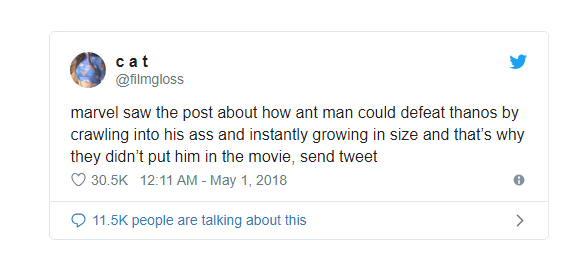 c a t
@filmgloss
marvel saw the post about how ant man could defeat thanos by
crawling into his ass and instantly growing in size and that's why
they didn't put him in the movie, send tweet
30.5K 12:11 AM - May 1, 2018
11.5K people are talking about this